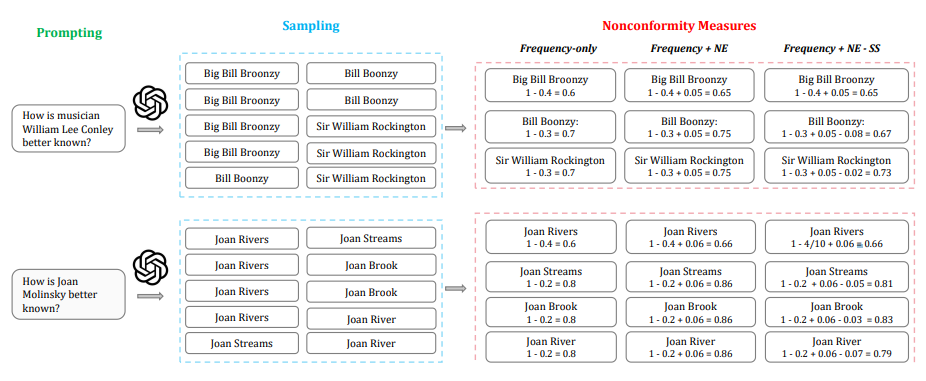 Prompting
Sampling
Nonconformity Measures
Frequency-only
Frequency + NE
Frequency + NE - SS
How is musician
William Lee Conley
better known?
Big Bill Broonzy
Bill Boonzy
Big Bill Broonzy
Bill Boonzy
Big Bill Broonzy
Sir William Rockington
Big Bill Broonzy
Sir William Rockington
Bill Boonzy
Sir William Rockington
Big Bill Broonzy
1 - 0.4 = 0.6
Big Bill Broonzy
1 - 0.4 + 0.05 = 0.65
Big Bill Broonzy
1 - 0.4 + 0.05 = 0.65
Bill Boonzy:
1 - 0.3 = 0.7
Bill Boonzy:
1 - 0.3 + 0.05 = 0.75
Bill Boonzy:
1 - 0.3 + 0.05 - 0.08 = 0.67
Sir William Rockington
1 - 0.3 = 0.7
Sir William Rockington
1 - 0.3 + 0.05 = 0.75
Sir William Rockington
1 - 0.3 + 0.05 - 0.02 = 0.73
How is Joan
Molinsky better
known?
Joan Rivers
Joan Streams
Joan Rivers
Joan Brook
Joan Rivers
Joan Brook
Joan Rivers
Joan River
Joan Streams
Joan River
Joan Rivers
1 - 0.4 = 0.6
Joan Rivers
1 - 0.4 + 0.06 = 0.66
Joan Rivers
1 - 4/10 + 0.06 = 0.66
Joan Streams
1 - 0.2 = 0.8
Joan Streams
1 - 0.2 + 0.06 = 0.86
Joan Streams
1 - 0.2 + 0.06 - 0.05 = 0.81
Joan Brook
1 - 0.2 = 0.8
Joan Brook
1 - 0.2 + 0.06 = 0.86
Joan Brook
1 - 0.2 + 0.06 - 0.03 = 0.83
Joan River
1 - 0.2 = 0.8
Joan River
1 - 0.2 + 0.06 = 0.86
Joan River
1 - 0.2 + 0.06 - 0.07 = 0.79